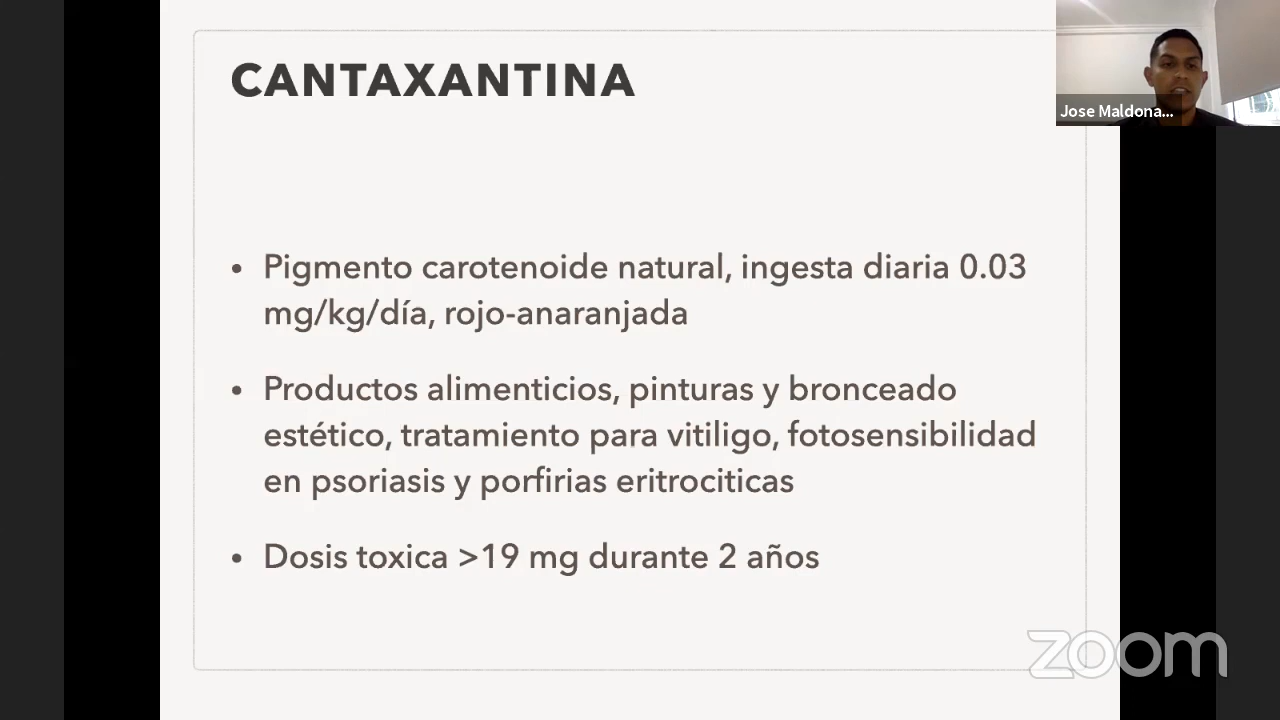 CANTAXANTINA
Jose Maldona...
• Pigmento carotenoide natural, ingesta diaria 0.03
mg/kg/día, rojo-anaranjada
• Productos alimenticios, pinturas y bronceado
estético, tratamiento para vitiligo, fotosensibilidad
en psoriasis y porfirias eritrociticas
• Dosis toxica >19 mg durante 2 años
zoom